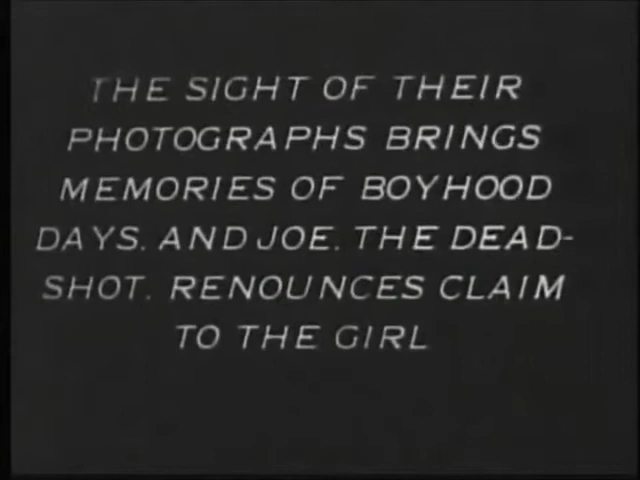 THE SIGHT OF THEIR
PHOTOGRAPHS BRINGS
MEMORIES OF BOYHOOD
DAYS. AND JOE. THE DEAD-
SHOT. RENOUNCES CLAIM
TO THE GIRL